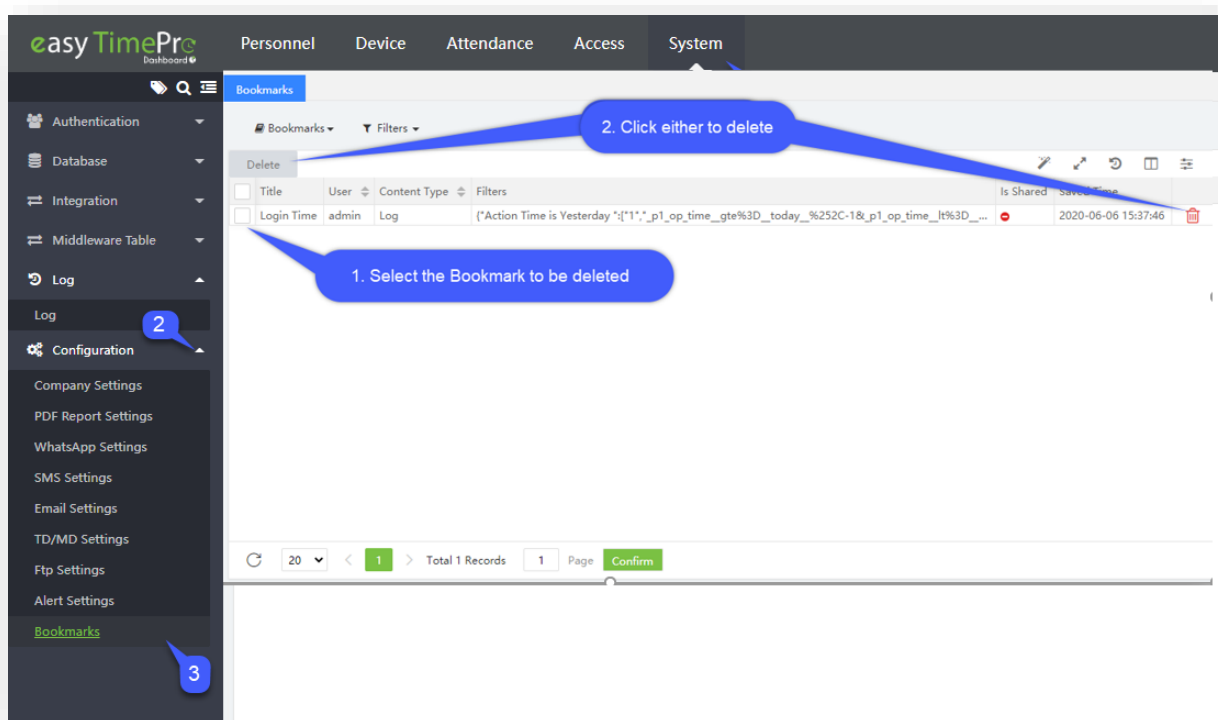 easy TimePro
Dashboard
Personnel Device Attendance Access System
Bookmarks
Authentication
Bookmarks Filters
2. Click either to delete
Database
Delete
Title User Content Type Filters Is Shared Saved Time
Integration
Login Time admin Log {"Action Time is Yesterday ":["1","_p1_op_time__gte%3D__today__%252C-1&_p1_op_time__lt%3D__... 2020-06-06 15:37:46
Middleware Table
1. Select the Bookmark to be deleted
Log
Log
2
Configuration
Company Settings
PDF Report Settings
WhatsApp Settings
SMS Settings
Email Settings
TD/MD Settings
20 1 Total 1 Records 1 Page Confirm
Ftp Settings
Alert Settings
Bookmarks
3